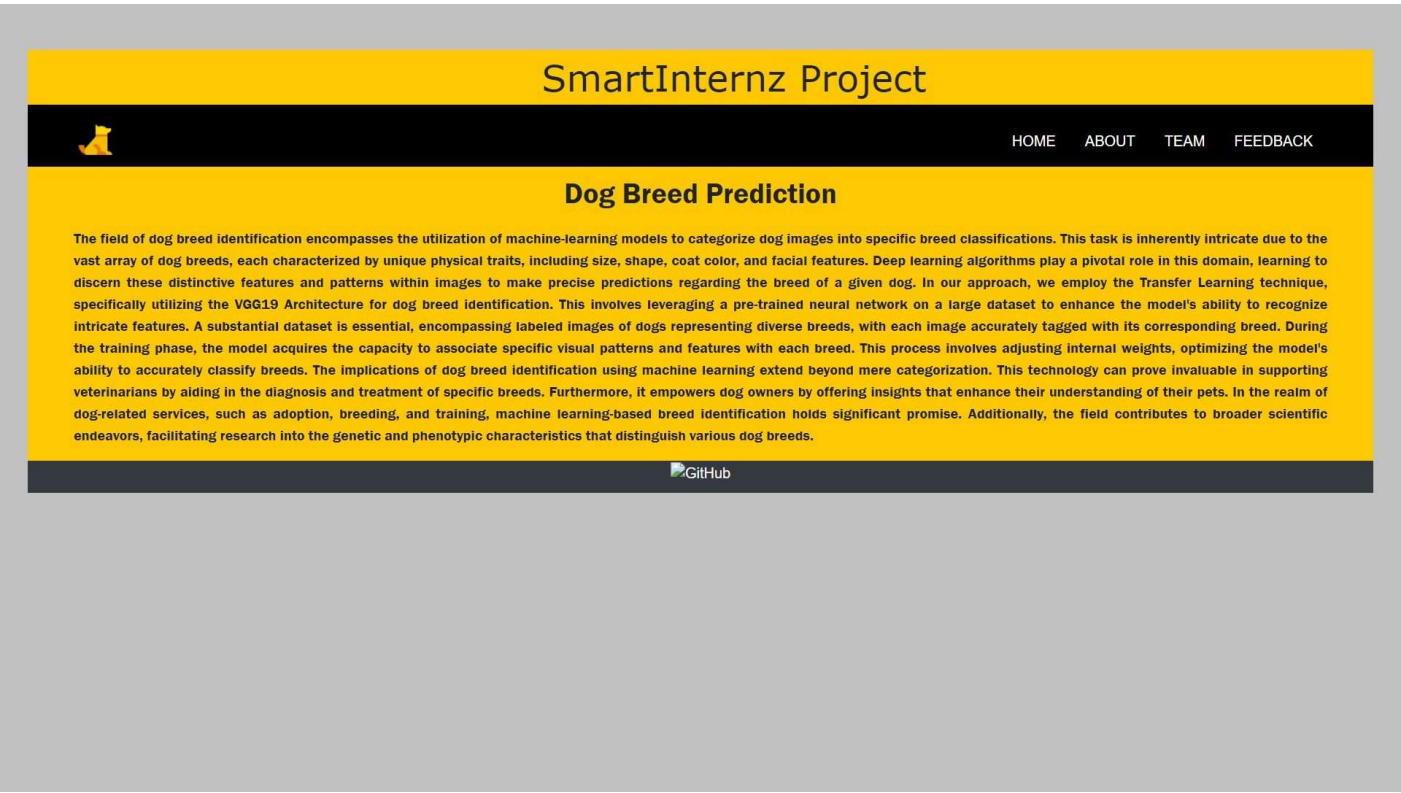 SmartInternz Project
HOME ABOUT TEAM FEEDBACK
Dog Breed Prediction
The field of dog breed identification encompasses the utilization of machine-learning models to categorize dog images into specific breed classifications. This task is inherently intricate due to the
vast array of dog breeds, each characterized by unique physical traits, including size, shape, coat color, and facial features. Deep learning algorithms play a pivotal role in this domain, learning to
discern these distinctive features and patterns within images to make precise predictions regarding the breed of a given dog. In our approach, we employ the Transfer Learning technique,
specifically utilizing the VGG19 Architecture for dog breed identification. This involves leveraging a pre-trained neural network on a large dataset to enhance the model's ability to recognize
intricate features. A substantial dataset is essential, encompassing labeled images of dogs representing diverse breeds, with each image accurately tagged with its corresponding breed. During
the training phase, the model acquires the capacity to associate specific visual patterns and features with each breed. This process involves adjusting internal weights, optimizing the model's
ability to accurately classify breeds. The implications of dog breed identification using machine learning extend beyond mere categorization. This technology can prove invaluable in supporting
veterinarians by aiding in the diagnosis and treatment of specific breeds. Furthermore, it empowers dog owners by offering insights that enhance their understanding of their pets. In the realm of
dog-related services, such as adoption, breeding, and training, machine learning-based breed identification holds significant promise. Additionally, the field contributes to broader scientific
endeavors, facilitating research into the genetic and phenotypic characteristics that distinguish various dog breeds.
GitHub